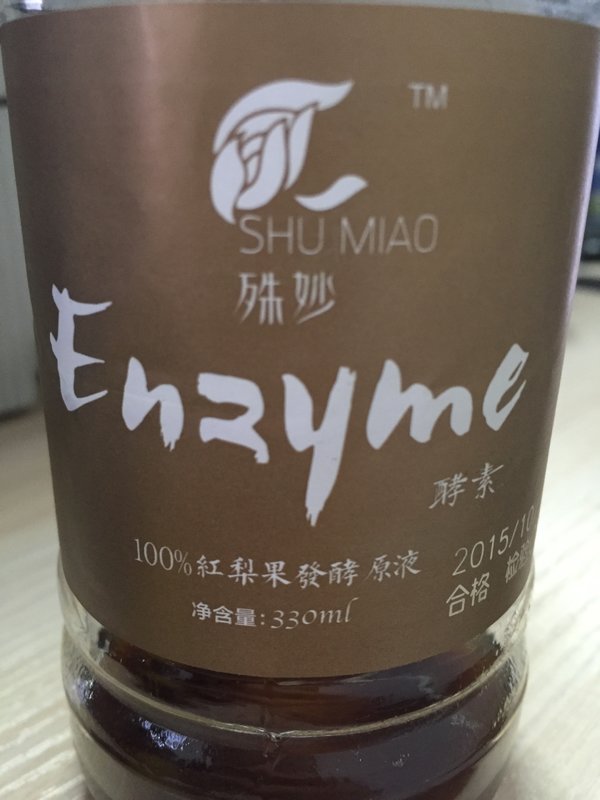 TM
SHU MIAO
殊妙
Enzyme
酵素
100%紅梨果發酵原液
2015/10
净含量:330ml
合格